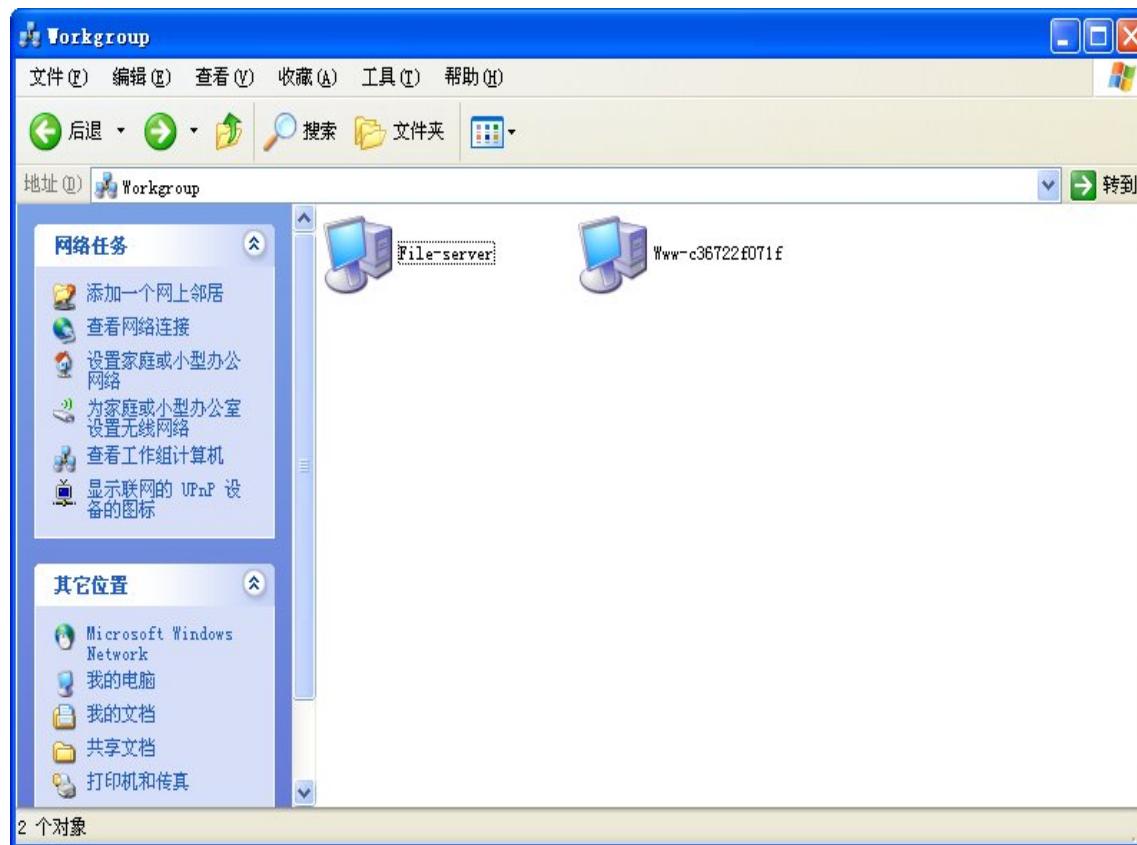 Workgroup
文件(F) 编辑(E) 查看(V) 收藏(A) 工具(T) 帮助(H)
后退 搜索 文件夹
地址(D) Workgroup 转到
网络任务
添加一个网上邻居
查看网络连接
设置家庭或小型办公
网络
为家庭或小型办公室
设置无线网络
查看工作组计算机
显示联网的 UPnP 设
备的图标
其它位置
Microsoft Windows
Network
我的电脑
我的文档
共享文档
打印机和传真
File-server Www-c36722f071f
2 个对象